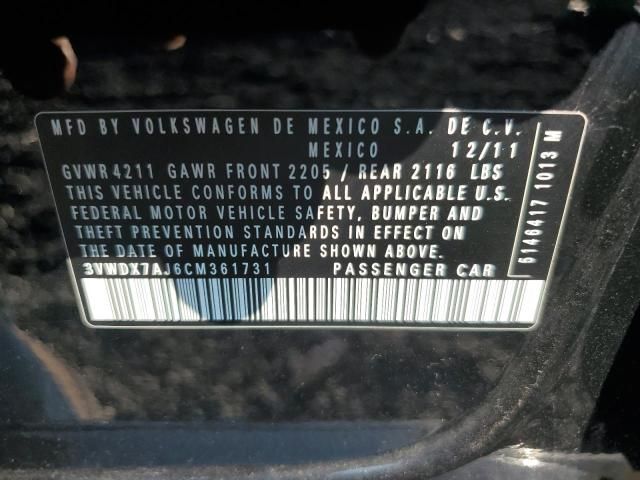 MFD BY VOLKSWAGEN DE MEXICO S.A. DE C.V.
MEXICO 12/11
GVWR 4211 GAWR FRONT 2205 / REAR 2116 LBS
THIS VEHICLE CONFORMS TO ALL APPLICABLE U.S.
FEDERAL MOTOR VEHICLE SAFETY, BUMPER AND
THEFT PREVENTION STANDARDS IN EFFECT ON
THE DATE OF MANUFACTURE SHOWN ABOVE.
3VWDX7AJ6CM361731 PASSENGER CAR
6146417 1013 M